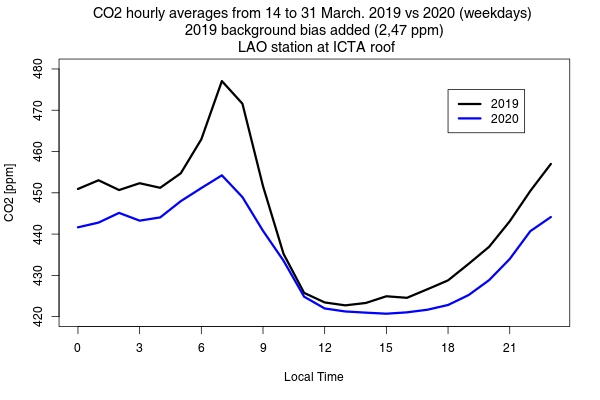 CO2 hourly averages from 14 to 31 March. 2019 vs 2020 (weekdays)
2019 background bias added (2,47 ppm)
LAO station at ICTA roof
480
470
460
450
440
430
420
CO2 [ppm]
2019
2020
0 3 6 9 12 15 18 21
Local Time